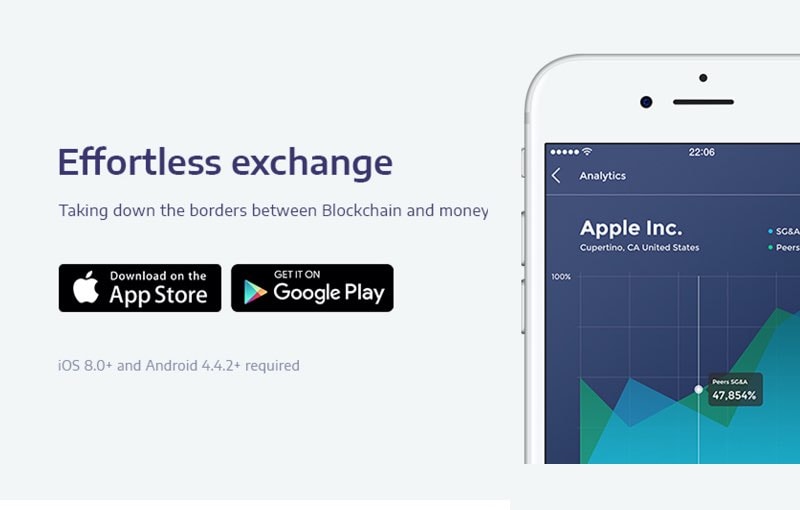 Effortless exchange
Taking down the borders between Blockchain and money
Download on the
App Store
GET IT ON
Google Play
iOS 8.0+ and Android 4.4.2+ required
22:06
Analytics
Apple Inc.
Cupertino, CA United States
SG&A
Peers
100%
Peers SG&A
47,854%